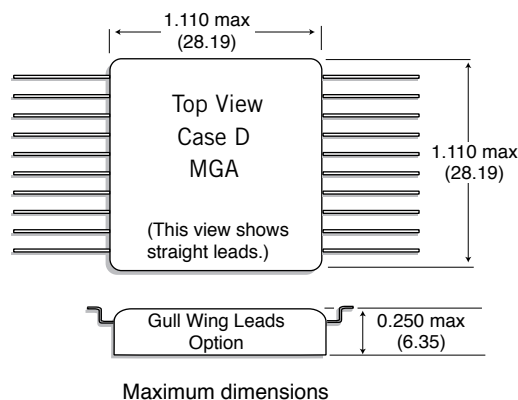 1.110 max
(28.19)
Top View
Case D
MGA
1.110 max
(28.19)
(This view shows
straight leads.)
Gull Wing Leads
Option
0.250 max
(6.35)
Maximum dimensions